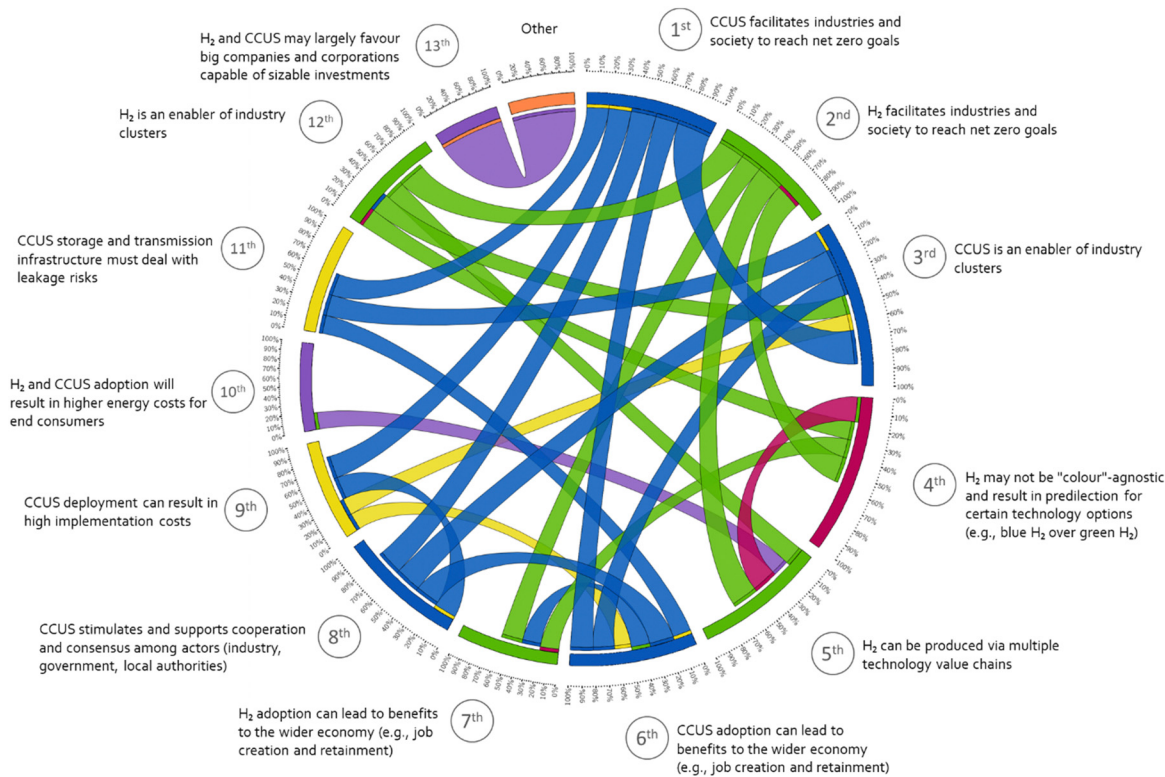 Other
1st
CCUS facilitates industries and
society to reach net zero goals
2nd
H₂ facilitates industries and
society to reach net zero goals
3rd
CCUS is an enabler of industry
clusters
4th
H₂ may not be "colour"-agnostic
and result in predilection for
certain technology options
(e.g., blue H₂ over green H₂)
5th
H₂ can be produced via multiple
technology value chains
6th
CCUS adoption can lead to
benefits to the wider economy
(e.g., job creation and retainment)
7th
H₂ adoption can lead to benefits
to the wider economy (e.g., job
creation and retainment)
8th
CCUS stimulates and supports cooperation
and consensus among actors (industry,
government, local authorities)
9th
CCUS deployment can result in
high implementation costs
10th
H₂ and CCUS adoption will
result in higher energy costs for
end consumers
11th
CCUS storage and transmission
infrastructure must deal with
leakage risks
12th
H₂ is an enabler of industry
clusters
13th
H₂ and CCUS may largely favour
big companies and corporations
capable of sizable investments